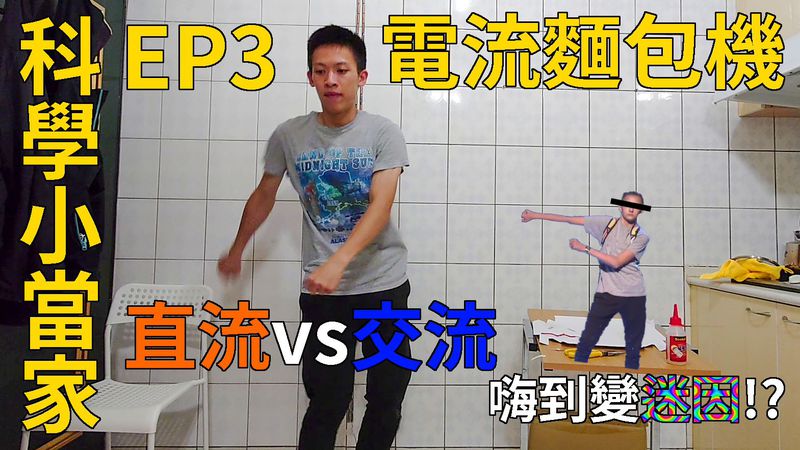 科學小當家
EP3
電流麵包機
LAND OF THE
MIDNIGHT SUN
ALASKA
直流vs交流
嗨到變迷因!?